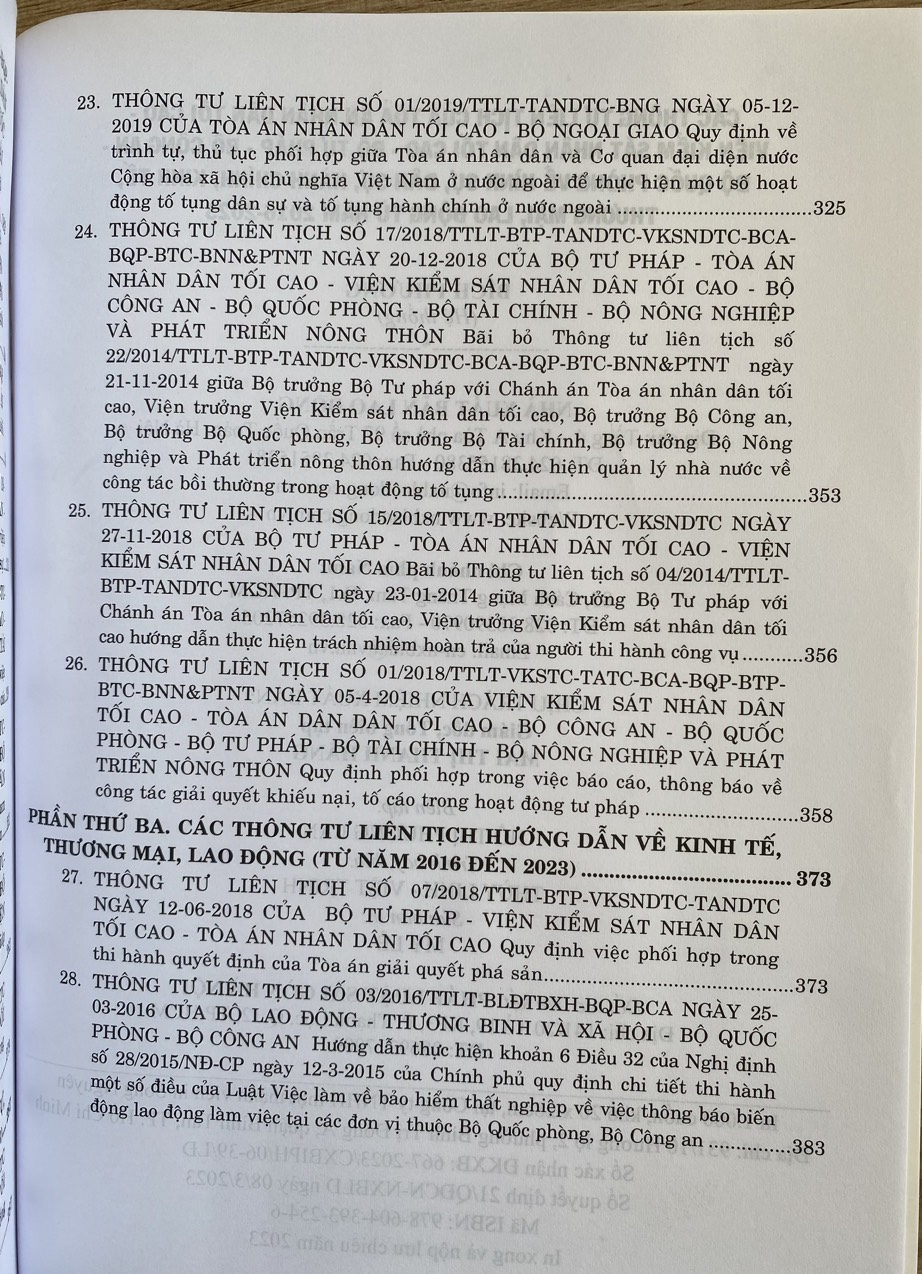 23. THÔNG TƯ LIÊN TỊCH SỐ 01/2019/TTLT-TANDTC-BNG NGÀY 05-12-
2019 CỦA TÒA ÁN NHÂN DÂN TỐI CAO - BỘ NGOẠI GIAO Quy định về
trình tự, thủ tục phối hợp giữa Tòa án nhân dân và Cơ quan đại diện nước
Cộng hòa xã hội chủ nghĩa Việt Nam ở nước ngoài để thực hiện một số hoạt
động tố tụng dân sự và tố tụng hành chính ở nước ngoài ................................325
24. THÔNG TƯ LIÊN TỊCH SỐ 17/2018/TTLT-BTP-TANDTC-VKSNDTC-BCA-
BQP-BTC-BNN&PTNT NGÀY 20-12-2018 CỦA BỘ TƯ PHÁP - TÒA ÁN
NHÂN DÂN TỐI CAO - VIỆN KIỂM SÁT NHÂN DÂN TỐI CAO - BỘ
CÔNG AN - BỘ QUỐC PHÒNG - BỘ TÀI CHÍNH - BỘ NÔNG NGHIỆP
VÀ PHÁT TRIỂN NÔNG THÔN Bãi bỏ Thông tư liên tịch số
22/2014/TTLT-BTP-TANDTC-VKSNDTC-BCA-BQP-BTC-BNN&PTNT ngày
21-11-2014 giữa Bộ trưởng Bộ Tư pháp với Chánh án Tòa án nhân dân tối
cao, Viện trưởng Viện Kiểm sát nhân dân tối cao, Bộ trưởng Bộ Công an,
Bộ trưởng Bộ Quốc phòng, Bộ trưởng Bộ Tài chính, Bộ trưởng Bộ Nông
nghiệp và Phát triển nông thôn hướng dẫn thực hiện quản lý nhà nước về
công tác bồi thường trong hoạt động tố tụng ...................................................353
25. THÔNG TƯ LIÊN TỊCH SỐ 15/2018/TTLT-BTP-TANDTC-VKSNDTC NGÀY
27-11-2018 CỦA BỘ TƯ PHÁP - TÒA ÁN NHÂN DÂN TỐI CAO - VIỆN
KIỂM SÁT NHÂN DÂN TỐI CAO Bãi bỏ Thông tư liên tịch số 04/2014/TTLT-
BTP-TANDTC-VKSNDTC ngày 23-01-2014 giữa Bộ trưởng Bộ Tư pháp với
Chánh án Tòa án nhân dân tối cao, Viện trưởng Viện Kiểm sát nhân dân tối
cao hướng dẫn thực hiện trách nhiệm hoàn trả của người thi hành công vụ ..........356
26. THÔNG TƯ LIÊN TỊCH SỐ 01/2018/TTLT-VKSTC-TATC-BCA-BQP-BTP-
BTC-BNN&PTNT NGÀY 05-4-2018 CỦA VIỆN KIỂM SÁT NHÂN DÂN
TỐI CAO - TÒA ÁN DÂN DÂN TỐI CAO - BỘ CÔNG AN - BỘ QUỐC
PHÒNG - BỘ TƯ PHÁP - BỘ TÀI CHÍNH - BỘ NÔNG NGHIỆP VÀ PHÁT
TRIỂN NÔNG THÔN Quy định phối hợp trong việc báo cáo, thông báo về
công tác giải quyết khiếu nại, tố cáo trong hoạt động tư pháp .........................358
PHẦN THỨ BA. CÁC THÔNG TƯ LIÊN TỊCH HƯỚNG DẪN VỀ KINH TẾ,
THƯƠNG MẠI, LAO ĐỘNG (TỪ NĂM 2016 ĐẾN 2023) .................................. 373
27. THÔNG TƯ LIÊN TỊCH SỐ 07/2018/TTLT-BTP-VKSNDTC-TANDTC
NGÀY 12-06-2018 CỦA BỘ TƯ PHÁP - VIỆN KIỂM SÁT NHÂN DÂN
TỐI CAO - TÒA ÁN NHÂN DÂN TỐI CAO Quy định việc phối hợp trong
thi hành quyết định của Tòa án giải quyết phá sản.........................................373
28. THÔNG TƯ LIÊN TỊCH SỐ 03/2016/TTLT-BLĐTBXH-BQP-BCA NGÀY 25-
03-2016 CỦA BỘ LAO ĐỘNG - THƯƠNG BINH VÀ XÃ HỘI - BỘ QUỐC
PHÒNG - BỘ CÔNG AN Hướng dẫn thực hiện khoản 6 Điều 32 của Nghị định
số 28/2015/NĐ-CP ngày 12-3-2015 của Chính phủ quy định chi tiết thi hành
một số điều của Luật Việc làm về bảo hiểm thất nghiệp về việc thông báo biến
động lao động làm việc tại các đơn vị thuộc Bộ Quốc phòng, Bộ Công an .............383